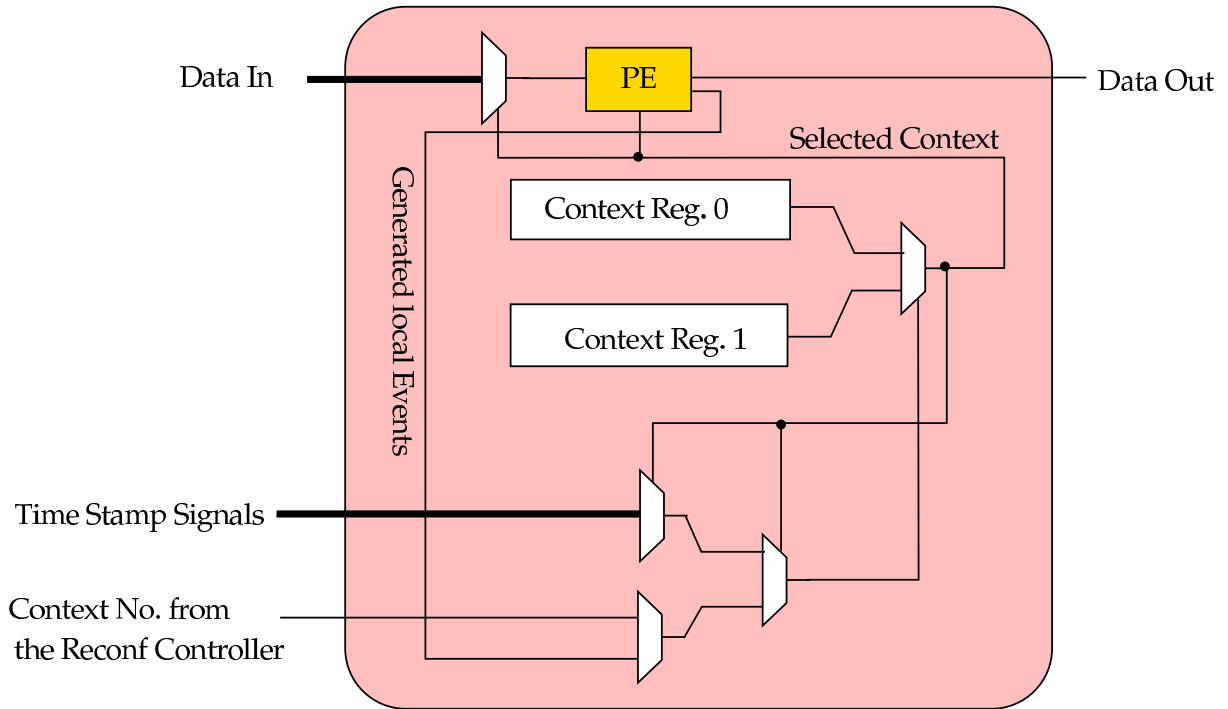 Data In
PE
Data Out
Selected Context
Generated local Events
Context Reg. 0
Context Reg. 1
Time Stamp Signals
Context No. from
the Reconf Controller